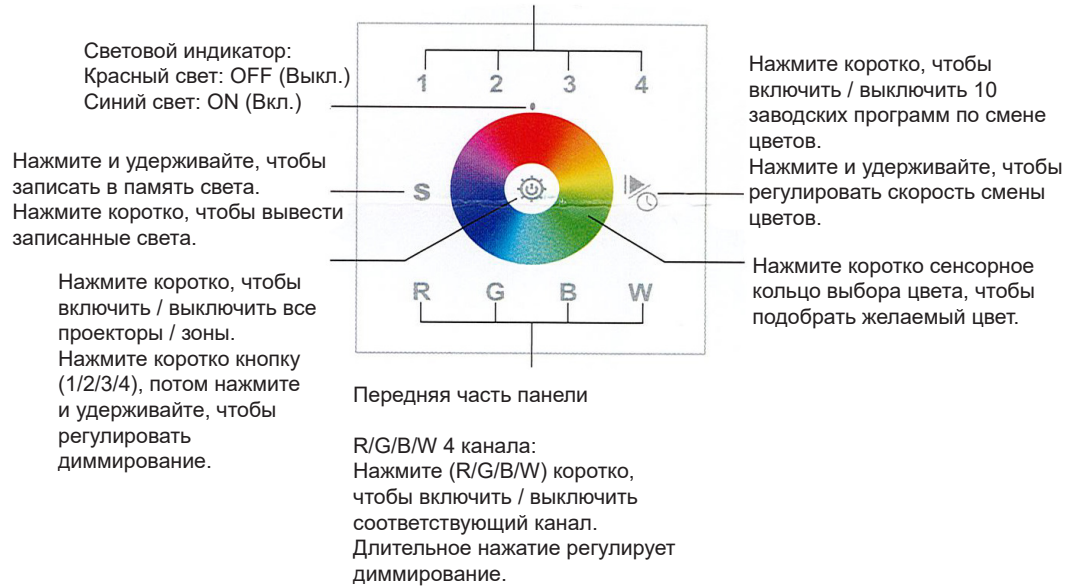 Световой индикатор:
Красный свет: OFF (Выкл.)
Синий свет: ON (Вкл.)
1 2 3 4
Нажмите коротко, чтобы
включить / выключить 10
заводских программ по смене
цветов.
Нажмите и удерживайте, чтобы
регулировать скорость смены
цветов.
Нажмите и удерживайте, чтобы
записать в память света.
Нажмите коротко, чтобы вывести
записанные света.
S
Нажмите коротко, чтобы
включить / выключить все
проекторы / зоны.
Нажмите коротко кнопку
(1/2/3/4), потом нажмите
и удерживайте, чтобы
регулировать
диммирование.
Нажмите коротко сенсорное
кольцо выбора цвета, чтобы
подобрать желаемый цвет.
R G B W
Передняя часть панели
R/G/B/W 4 канала:
Нажмите (R/G/B/W) коротко,
чтобы включить / выключить
соответствующий канал.
Длительное нажатие регулирует
диммирование.